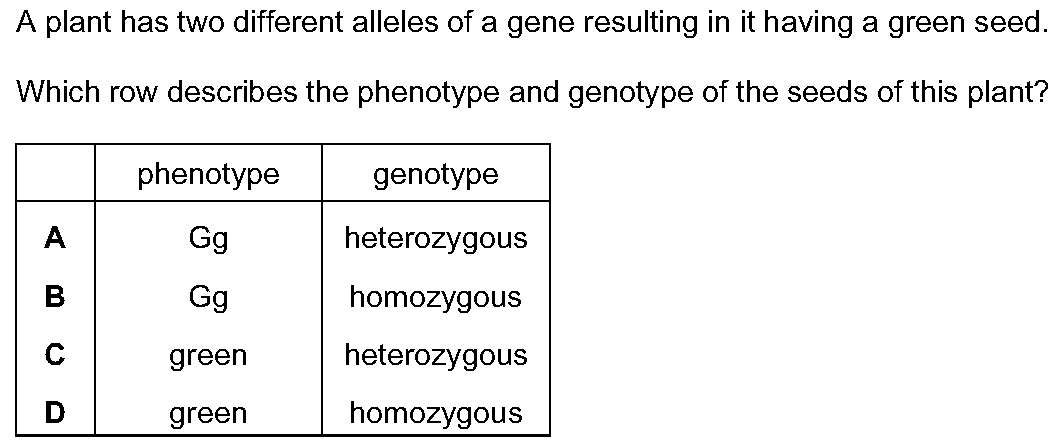 A plant has two different alleles of a gene resulting in it having a green seed.
Which row describes the phenotype and genotype of the seeds of this plant?
phenotype genotype
A Gg heterozygous
B Gg homozygous
C green heterozygous
D green homozygous